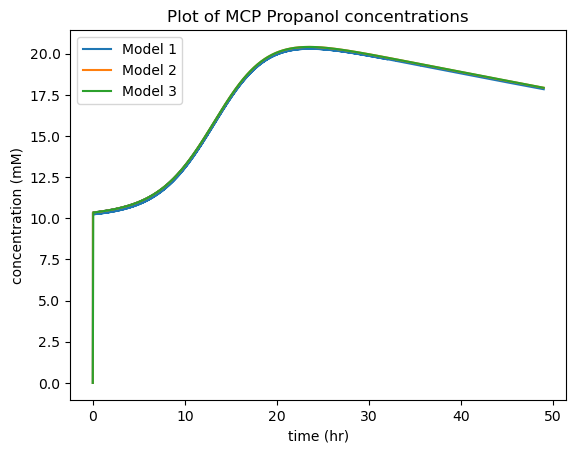 Plot of MCP Propanol concentrations
Model 1
Model 2
Model 3
concentration (mM)
20.0
17.5
15.0
12.5
10.0
7.5
5.0
2.5
0.0
0 10 20 30 40 50
time (hr)